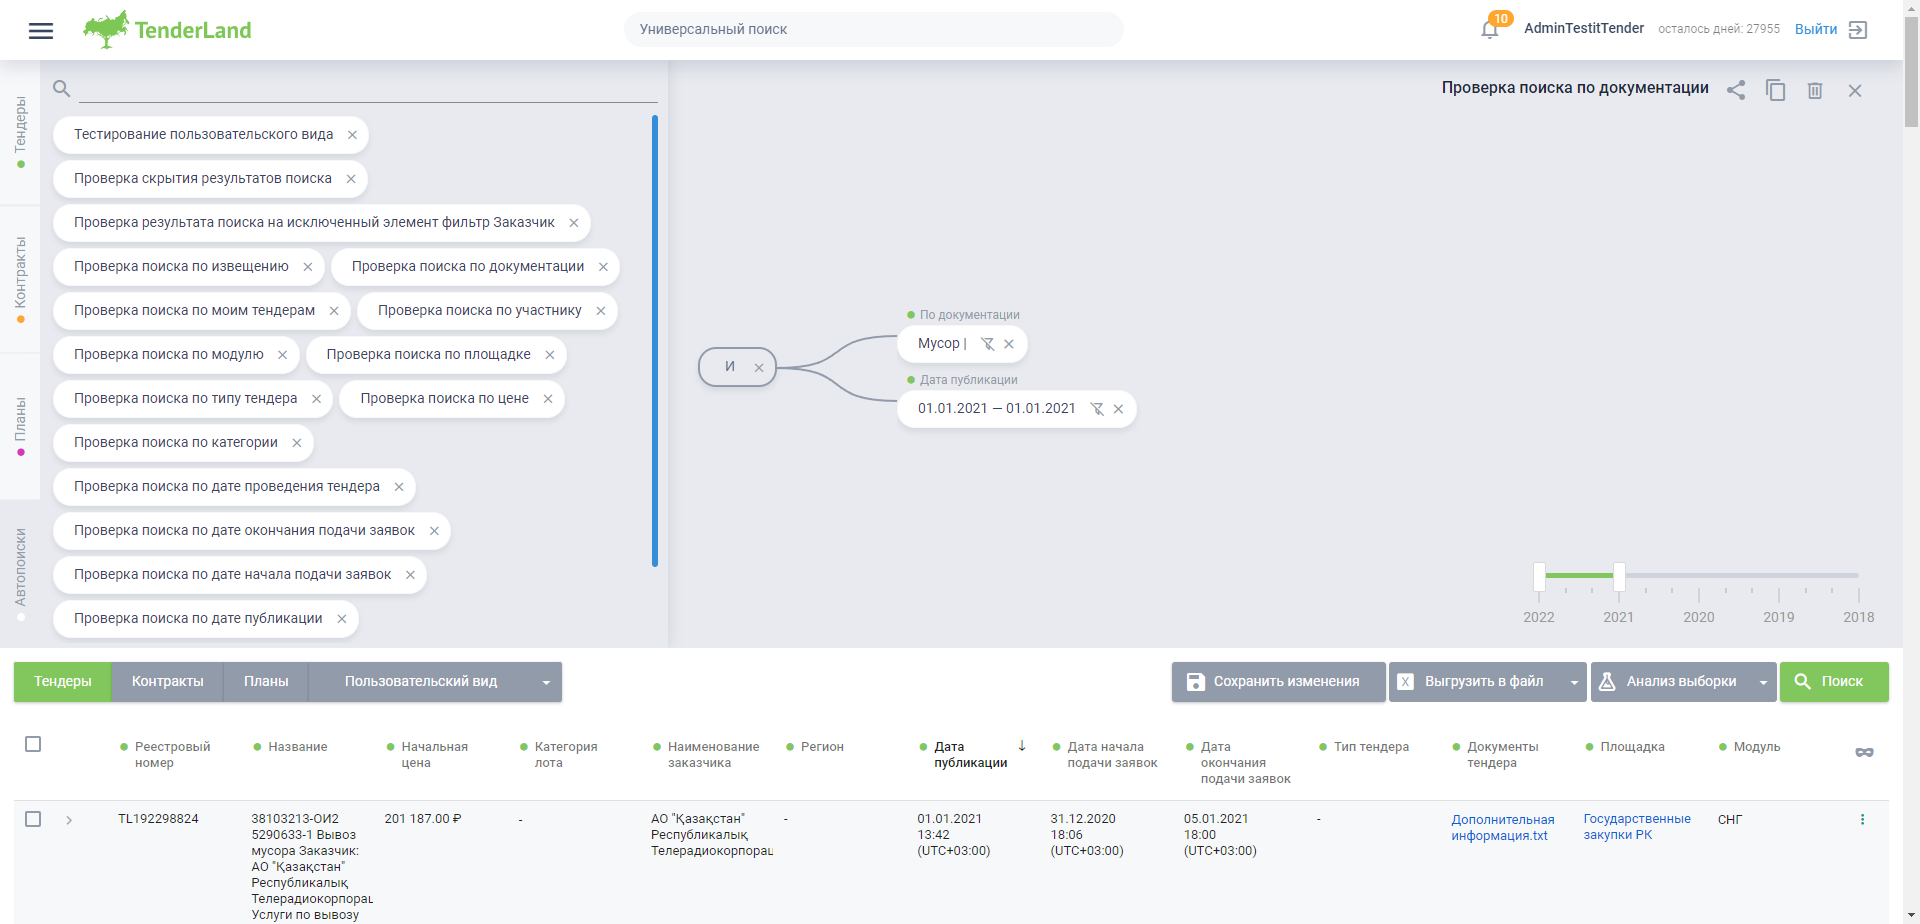 TenderLand
Универсальный поиск
10
AdminTestitTender
осталось дней: 27955
Выйти
Тендеры
Контракты
Планы
Автопоиски
Тестирование пользовательского вида
Проверка скрытия результатов поиска
Проверка результата поиска на исключенный элемент фильтр Заказчик
Проверка поиска по извещению
Проверка поиска по документации
Проверка поиска по моим тендерам
Проверка поиска по участнику
Проверка поиска по модулю
Проверка поиска по площадке
Проверка поиска по типу тендера
Проверка поиска по цене
Проверка поиска по категории
Проверка поиска по дате проведения тендера
Проверка поиска по дате окончания подачи заявок
Проверка поиска по дате начала подачи заявок
Проверка поиска по дате публикации
Проверка поиска по документации
И
По документации
Мусор |
Дата публикации
01.01.2021 — 01.01.2021
2022 2021 2020 2019 2018
Тендеры
Контракты
Планы
Пользовательский вид
Сохранить изменения
X Выгрузить в файл
Анализ выборки
Поиск
Реестровый
номер
Название
Начальная
цена
Категория
лота
Наименование
заказчика
Регион
Дата
публикации
Дата начала
подачи заявок
Дата
окончания
подачи заявок
Тип тендера
Документы
тендера
Площадка
Модуль
TL192298824
38103213-ОИ2
5290633-1 Вывоз
мусора Заказчик:
АО "Қазақстан"
Республикалық
Телерадиокорпорац
Услуги по вывозу
201 187.00 ₽
-
АО "Қазақстан"
Республикалық
Телерадиокорпорац
-
01.01.2021
13:42
(UTC+03:00)
31.12.2020
18:06
(UTC+03:00)
05.01.2021
18:00
(UTC+03:00)
-
Дополнительная
информация.txt
Государственные
закупки РК
СНГ